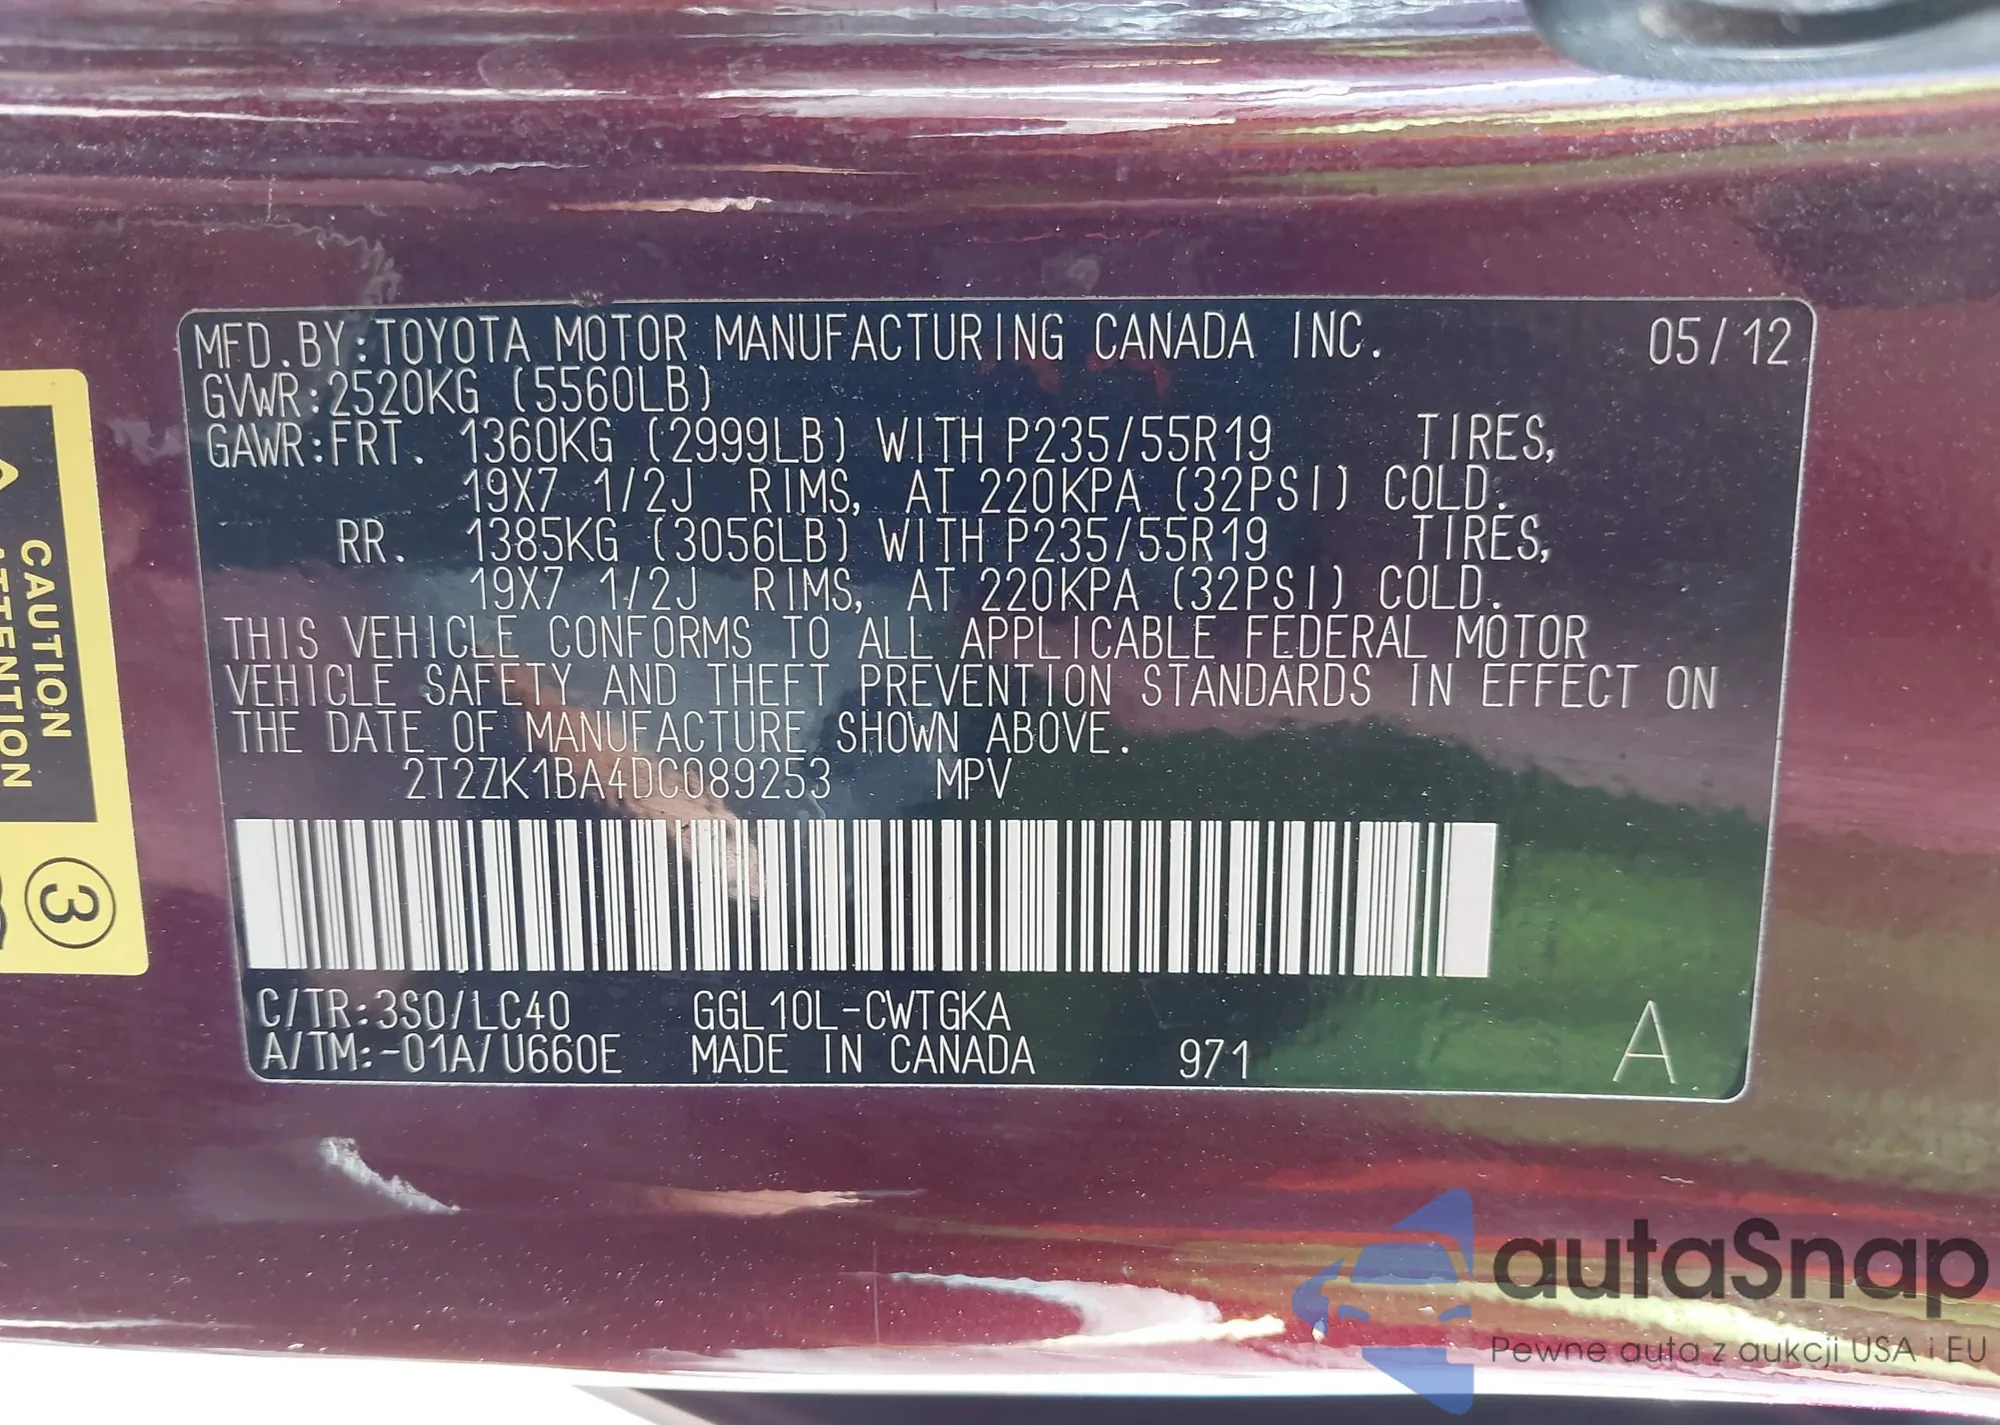 MFD.BY:TOYOTA MOTOR MANUFACTURING CANADA INC. 05/12
GVWR:2520KG (5560LB)
GAWR:FRT. 1360KG (2999LB) WITH P235/55R19 TIRES,
19X7 1/2J RIMS, AT 220KPA (32PSI) COLD.
RR. 1385KG (3056LB) WITH P235/55R19 TIRES,
19X7 1/2J RIMS, AT 220KPA (32PSI) COLD.
THIS VEHICLE CONFORMS TO ALL APPLICABLE FEDERAL MOTOR
VEHICLE SAFETY AND THEFT PREVENTION STANDARDS IN EFFECT ON
THE DATE OF MANUFACTURE SHOWN ABOVE.
2T2ZK1BA4DC089253 MPV
C/TR:3S0/LC40 GGL10L-CWTGKA A
A/TM:-01A/U660E MADE IN CANADA 971
CAUTION
ATTENTION
3
autaSnap
Pewne auta z aukcji USA i EU